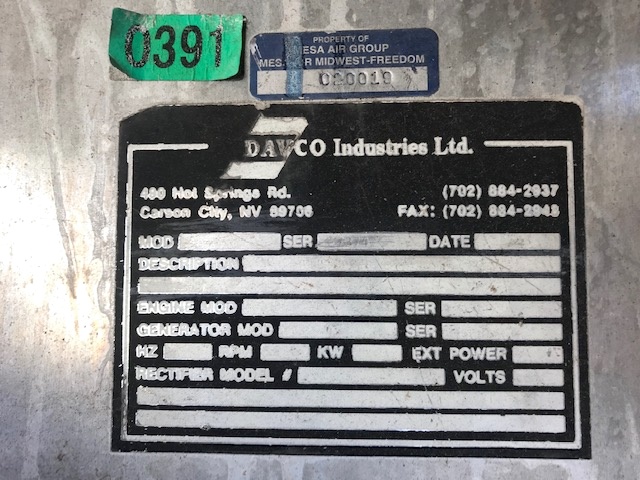 0391
PROPERTY OF
MESA AIR GROUP
MIDWEST-FREEDOM
020019
DAVCO Industries Ltd.
490 Hot Springs Rd. (702) 884-2937
Carson City, NV 89706 FAX: (702) 884-2943
MOD SER DATE
DESCRIPTION
ENGINE MOD SER
GENERATOR MOD SER
HZ RPM KW EXT POWER
RECTIFIER MODEL # VOLTS